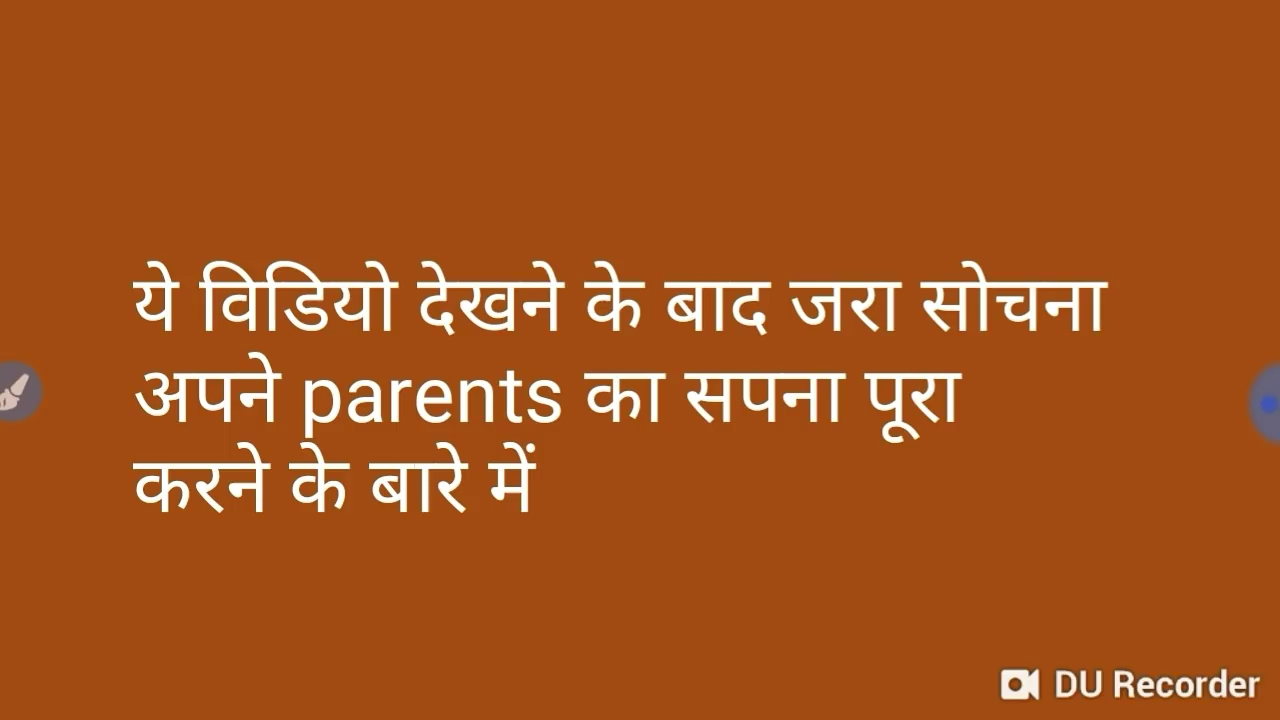 ये विडियो देखने के बाद जरा सोचना
अपने parents का सपना पूरा
करने के बारे में
DU Recorder